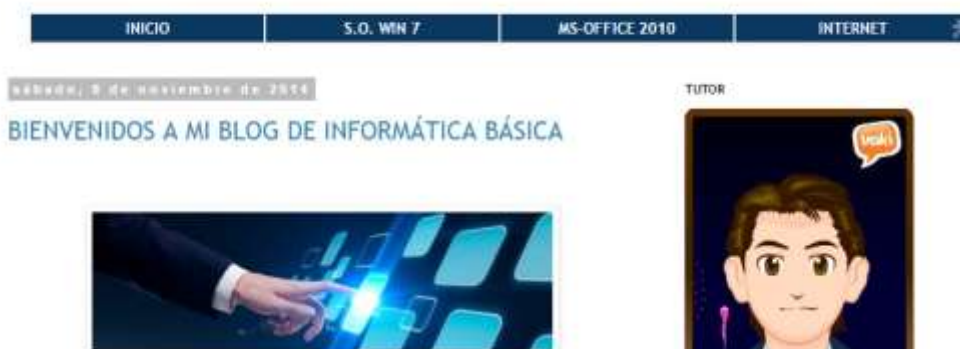 INICIO
S.O. WIN 7
MS-OFFICE 2010
INTERNET
sábado, 8 de noviembre de 2014
TUTOR
BIENVENIDOS A MI BLOG DE INFORMÁTICA BÁSICA